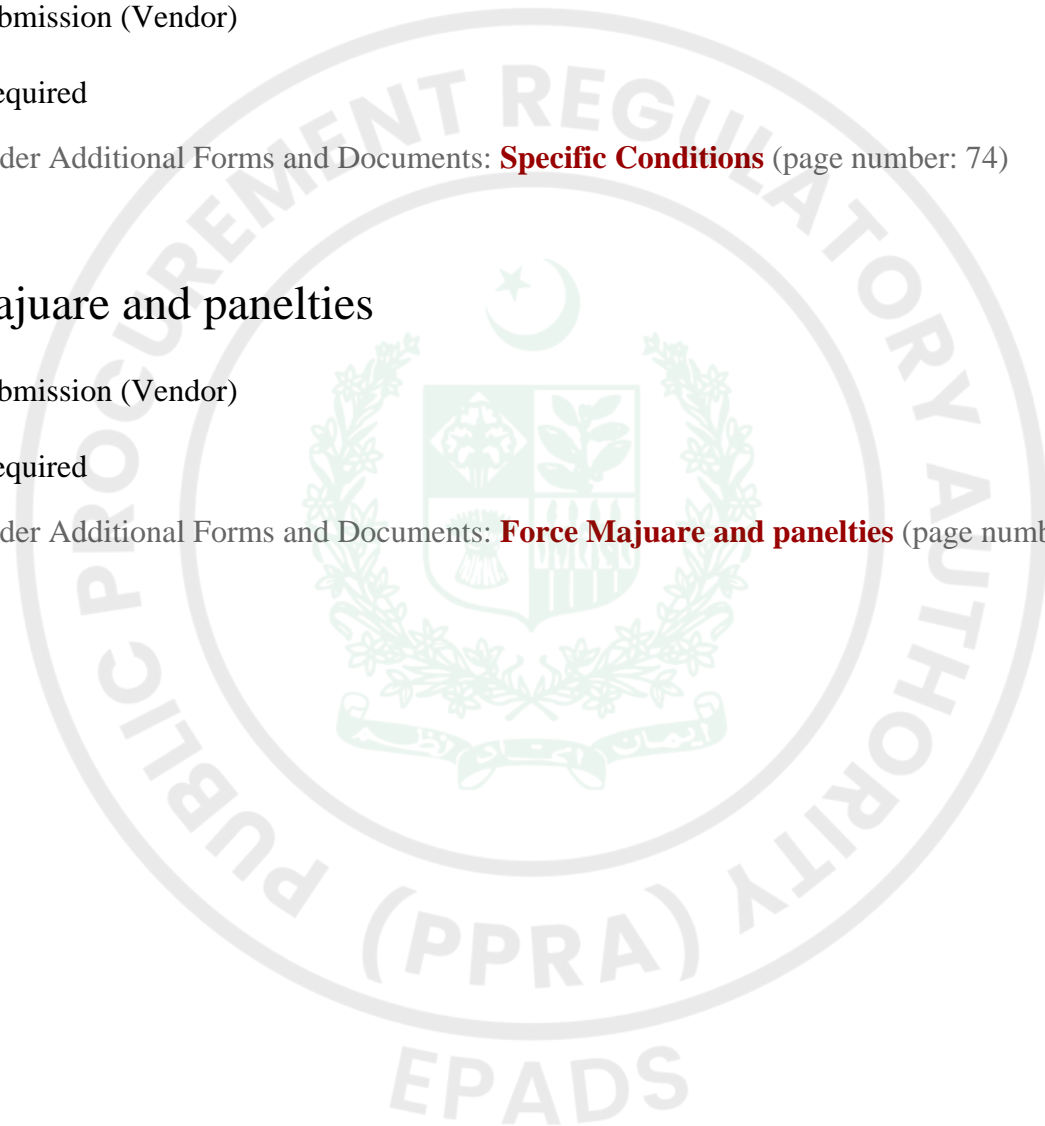 bmission (Vendor)
equired
der Additional Forms and Documents: Specific Conditions (page number: 74)
ajuare and panelties
bmission (Vendor)
equired
der Additional Forms and Documents: Force Majuare and panelties (page numb
PUBLIC PROCUREMENT REGULATORY AUTHORITY
(PPRA)
EPADS